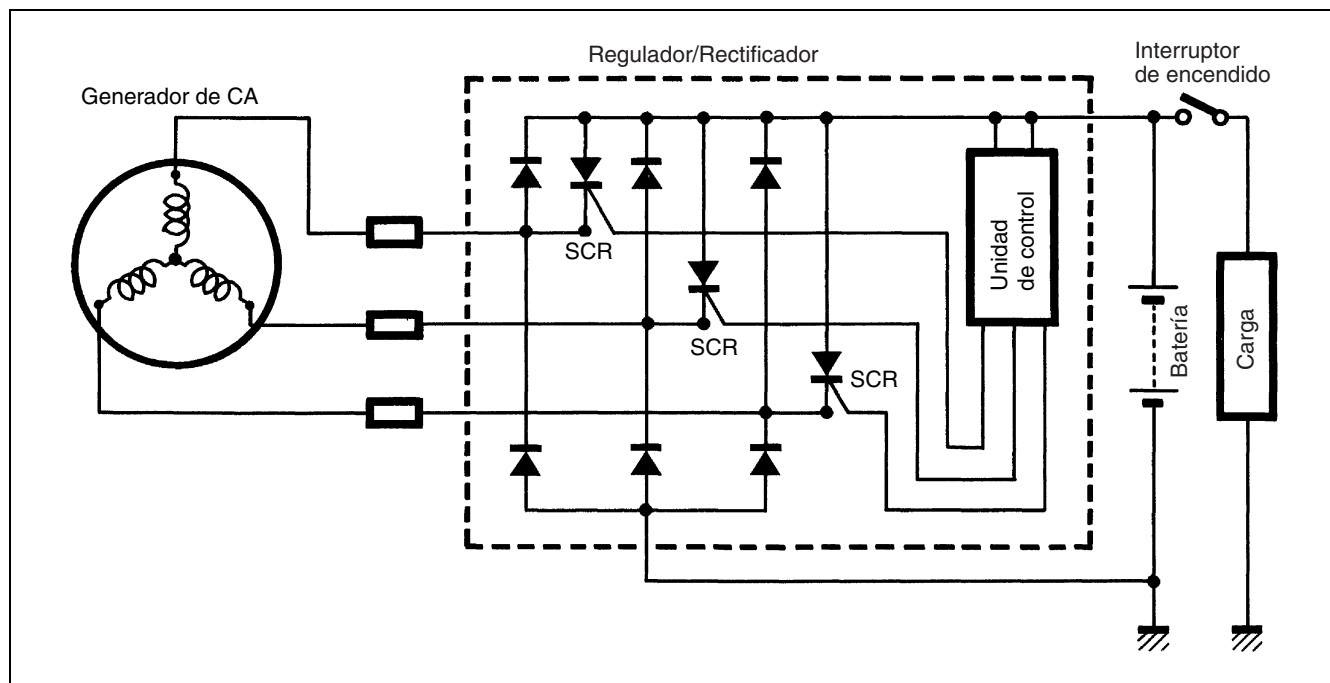 Regulador/Rectificador
Interruptor
de encendido
Generador de CA
SCR
SCR
SCR
Unidad
de control
Batería
Carga